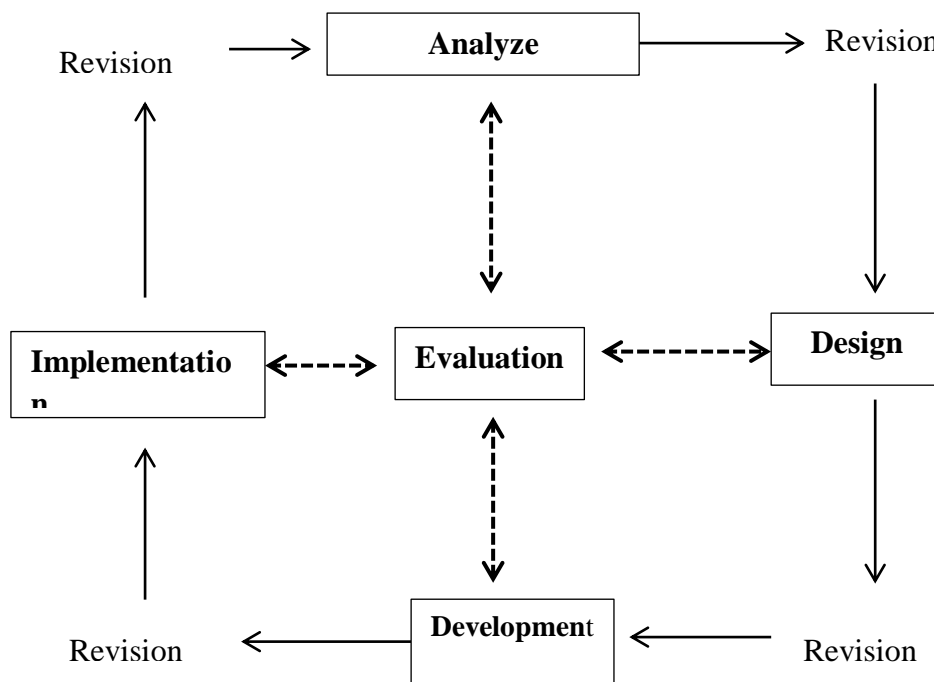 Revision
Analyze
Revision
Implementatio
n
Evaluation
Design
Revision
Development
Revision